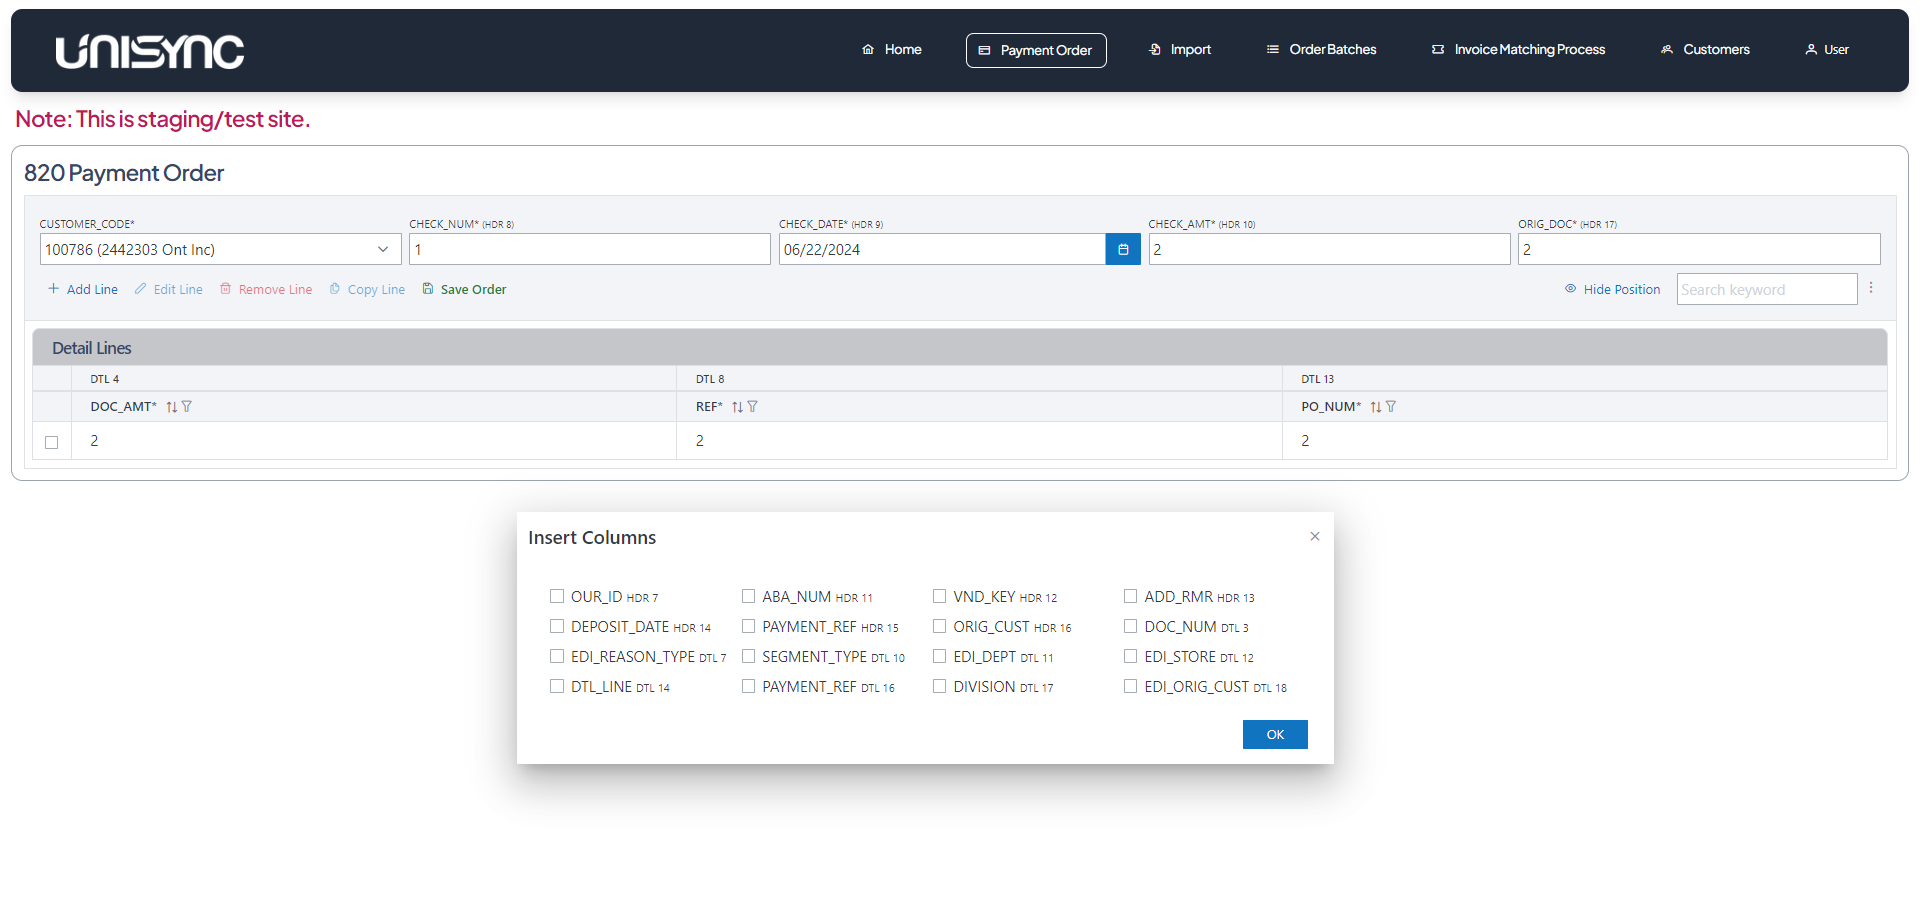 UNISYNC
Home Payment Order Import Order Batches Invoice Matching Process Customers User
Note: This is staging/test site.
820 Payment Order
CUSTOMER_CODE* CHECK_NUM* (HDR 8) CHECK_DATE* (HDR 9) CHECK_AMT* (HDR 10) ORIG_DOC* (HDR 17)
100786 (2442303 Ont Inc) 1 06/22/2024 2 2
Add Line Edit Line Remove Line Copy Line Save Order Hide Position Search keyword
Detail Lines
DTL 4 DTL 8 DTL 13
DOC_AMT* REF* PO_NUM*
2 2 2
Insert Columns
OUR_ID HDR 7 ABA_NUM HDR 11 VND_KEY HDR 12 ADD_RMR HDR 13
DEPOSIT_DATE HDR 14 PAYMENT_REF HDR 15 ORIG_CUST HDR 16 DOC_NUM DTL 3
EDI_REASON_TYPE DTL 7 SEGMENT_TYPE DTL 10 EDI_DEPT DTL 11 EDI_STORE DTL 12
DTL_LINE DTL 14 PAYMENT_REF DTL 16 DIVISION DTL 17 EDI_ORIG_CUST DTL 18
OK